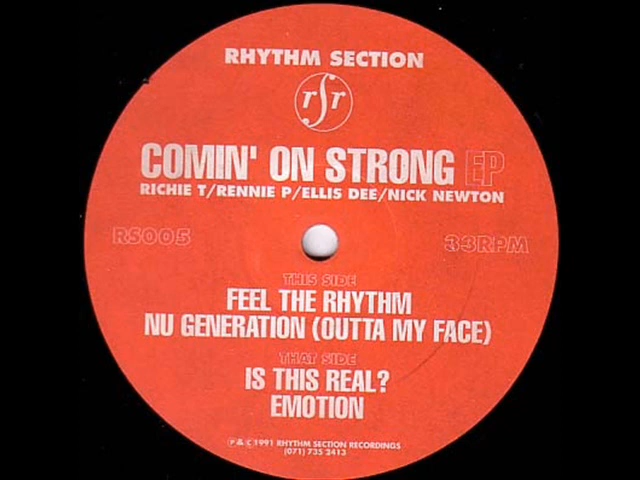 RHYTHM SECTION
rſr
COMIN' ON STRONG EP
RICHIE T/RENNIE P/ELLIS DEE/NICK NEWTON
RS005 33RPM
THIS SIDE
FEEL THE RHYTHM
NU GENERATION (OUTTA MY FACE)
THAT SIDE
IS THIS REAL?
EMOTION
℗ & © 1991 RHYTHM SECTION RECORDINGS
(071) 735 2413